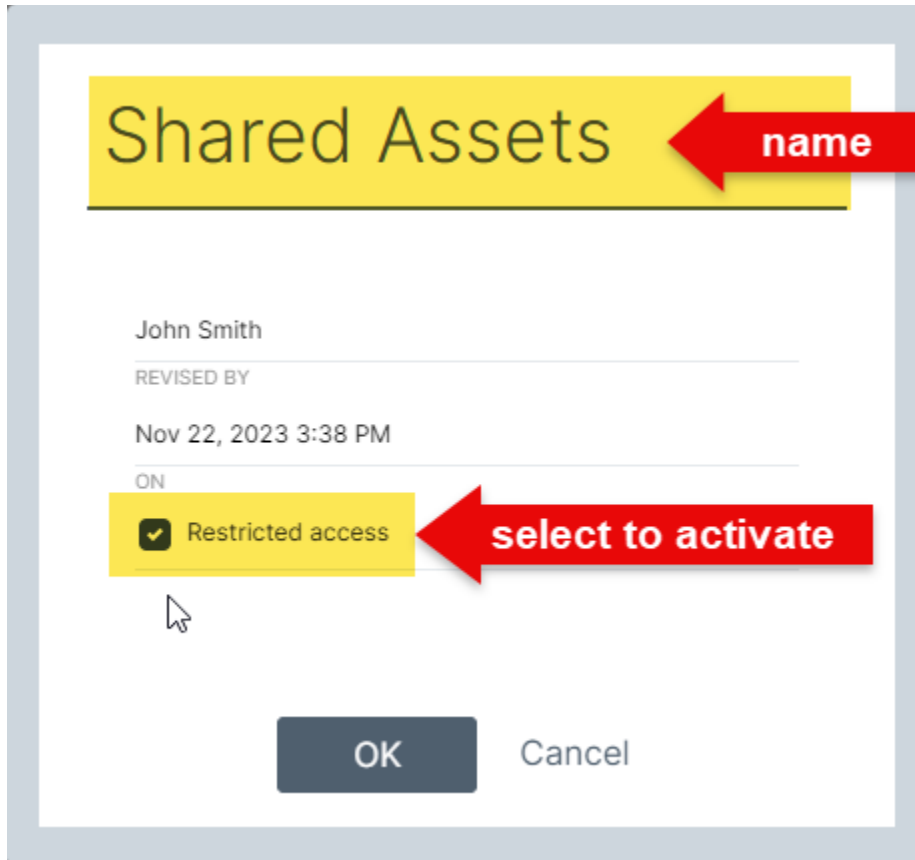 Shared Assets
name
John Smith
REVISED BY
Nov 22, 2023 3:38 PM
ON
Restricted access
select to activate
OK
Cancel